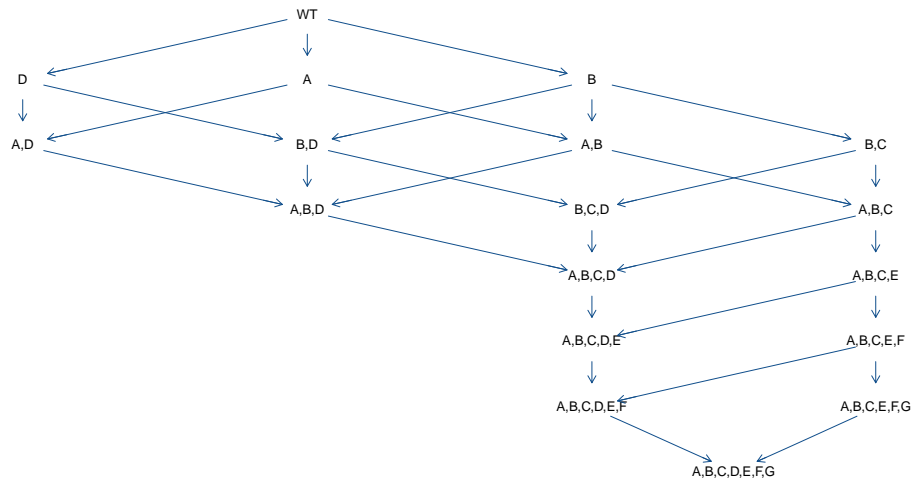 WT
D
A
B
A,D
B,D
A,B
B,C
A,B,D
B,C,D
A,B,C
A,B,C,D
A,B,C,E
A,B,C,D,E
A,B,C,E,F
A,B,C,D,E,F
A,B,C,E,F,G
A,B,C,D,E,F,G